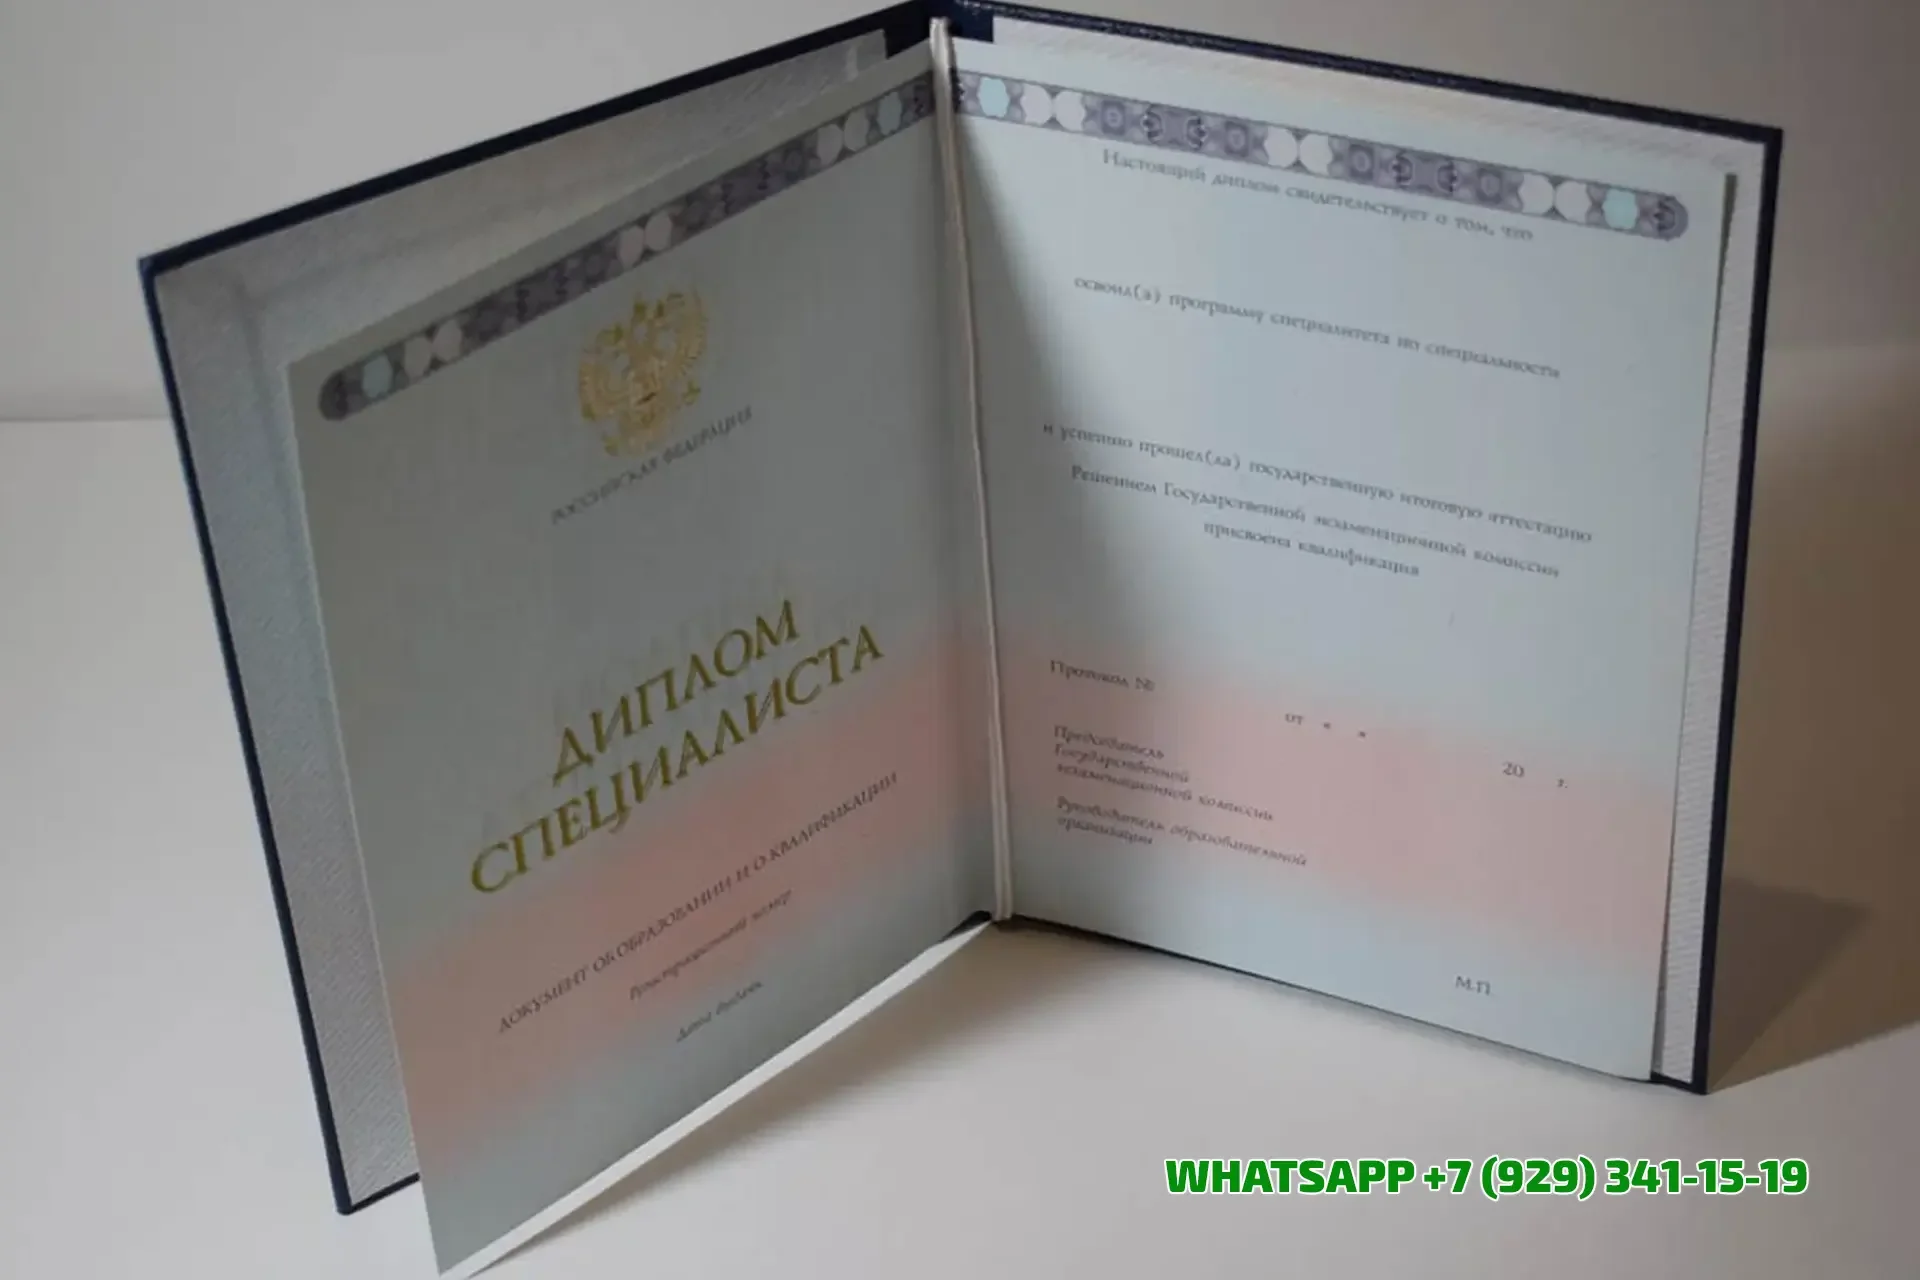 РОССИЙСКАЯ ФЕДЕРАЦИЯ
ДИПЛОМ
СПЕЦИАЛИСТА
ДОКУМЕНТ ОБ ОБРАЗОВАНИИ И О КВАЛИФИКАЦИИ
Регистрационный номер
Дата выдачи
Настоящий диплом свидетельствует о том, что
освоил(а) программу специалитета по специальности
и успешно прошел(ла) государственную итоговую аттестацию
Решением Государственной экзаменационной комиссии
присвоена квалификация
Протокол №
от « » 20 г.
Председатель
Государственной
экзаменационной комиссии
Руководитель образовательной
организации
М.П.
WHATSAPP +7 (929) 341-15-19